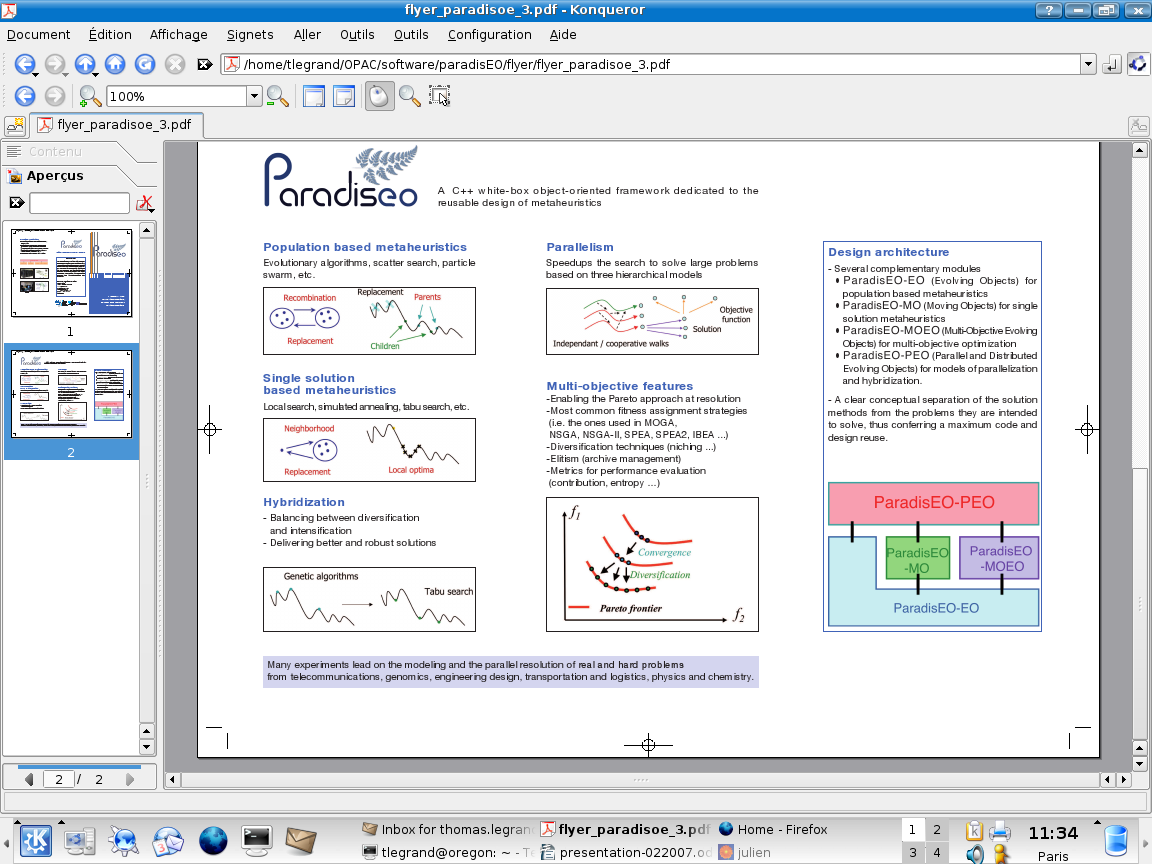 flyer_paradisoe_3.pdf - Konqueror
Document Édition Affichage Signets Aller Outils Outils Configuration Aide
/home/tlegrand/OPAC/software/paradisEO/flyer/flyer_paradisoe_3.pdf
100%
flyer_paradisoe_3.pdf
Contenu
Aperçus
1
2
2 / 2
Paradiseo
A C++ white-box object-oriented framework dedicated to the
reusable design of metaheuristics
Population based metaheuristics
Evolutionary algorithms, scatter search, particle
swarm, etc.
Recombination
Replacement
Replacement
Parents
Children
Single solution
based metaheuristics
Local search, simulated annealing, tabu search, etc.
Neighborhood
Replacement
Local optima
Hybridization
- Balancing between diversification
and intensification
- Delivering better and robust solutions
Genetic algorithms
Tabu search
Parallelism
Speedups the search to solve large problems
based on three hierarchical models
Objective
function
Solution
Independant / cooperative walks
Multi-objective features
-Enabling the Pareto approach at resolution
-Most common fitness assignment strategies
(i.e. the ones used in MOGA,
NSGA, NSGA-II, SPEA, SPEA2, IBEA ...)
-Diversification techniques (niching ...)
-Elitism (archive management)
-Metrics for performance evaluation
(contribution, entropy ...)
f1
Convergence
Diversification
Pareto frontier
f2
Many experiments lead on the modeling and the parallel resolution of real and hard problems
from telecommunications, genomics, engineering design, transportation and logistics, physics and chemistry.
Design architecture
- Several complementary modules
• ParadisEO-EO (Evolving Objects) for
population based metaheuristics
• ParadisEO-MO (Moving Objects) for single
solution metaheuristics
• ParadisEO-MOEO (Multi-Objective Evolving
Objects) for multi-objective optimization
• ParadisEO-PEO (Parallel and Distributed
Evolving Objects) for models of parallelization
and hybridization.
- A clear conceptual separation of the solution
methods from the problems they are intended
to solve, thus conferring a maximum code and
design reuse.
ParadisEO-PEO
ParadisEO
-MO
ParadisEO
-MOEO
ParadisEO-EO
Inbox for thomas.legran
flyer_paradisoe_3.pdf
Home - Firefox
tlegrand@oregon: ~ - Te
presentation-022007.od
julien
1 2
3 4
11:34
Paris